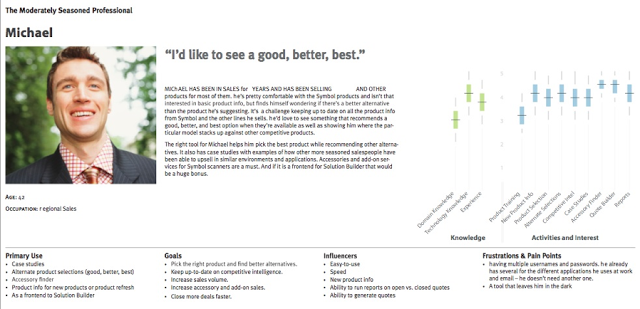 The Moderately Seasoned Professional
Michael
"I'd like to see a good, better, best."
MICHAEL HAS BEEN IN SALES for YEARS AND HAS BEEN SELLING AND OTHER
products for most of them. he's pretty comfortable with the Symbol products and isn't that
interested in basic product info, but finds himself wondering if there's a better alternative
than the product he's suggesting. It's a challenge keeping up to date on all the product info
from Symbol and the other lines he sells. he'd love to see something that recommends a
good, better, and best option when they're available as well as showing him where the par-
ticular model stacks up against other competitive products.
The right tool for Michael helps him pick the best product while recommending other alterna-
tives. It also has case studies with examples of how other more seasoned salespeople have
been able to upsell in similar environments and applications. Accessories and add-on ser-
vices for Symbol scanners are a must. And if it is a frontend for Solution Builder that would
be a huge bonus.
AGE: 42
OCCUPATION: regional Sales
Domain Knowledge
Technology Knowledge
Experience
Product Training
New Product Info
Product Selection
Alternate Selections
Competitive Intel
Case Studies
Accessory Finder
Quote Builder
Reports
Knowledge
Activities and Interest
Primary Use
• Case studies
• Alternate product selections (good, better, best)
• Accessory finder
• Product info for new products or product refresh
• As a frontend to Solution Builder
Goals
• Pick the right product and find better alternatives.
• Keep up-to-date on competitive intelligence.
• Increase sales volume.
• Increase accessory and add-on sales.
• Close more deals faster.
Influencers
• Easy-to-use
• Speed
• New product info
• Ability to run reports on open vs. closed quotes
• Ability to generate quotes
Frustrations & Pain Points
• having multiple usernames and passwords. he already
has several for the different applications he uses at work
and email – he doesn't need another one.
• A tool that leaves him in the dark